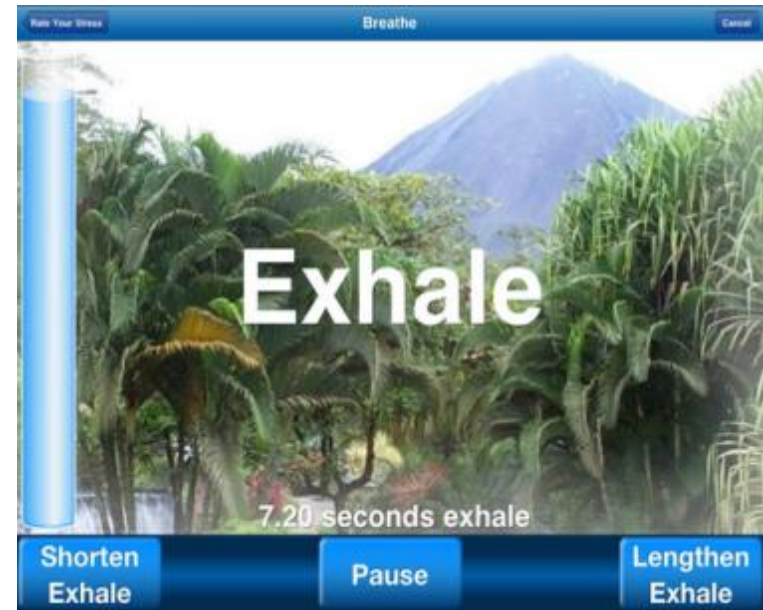 Rate Your Stress
Breathe
Cancel
Exhale
7.20 seconds exhale
Shorten
Exhale
Pause
Lengthen
Exhale